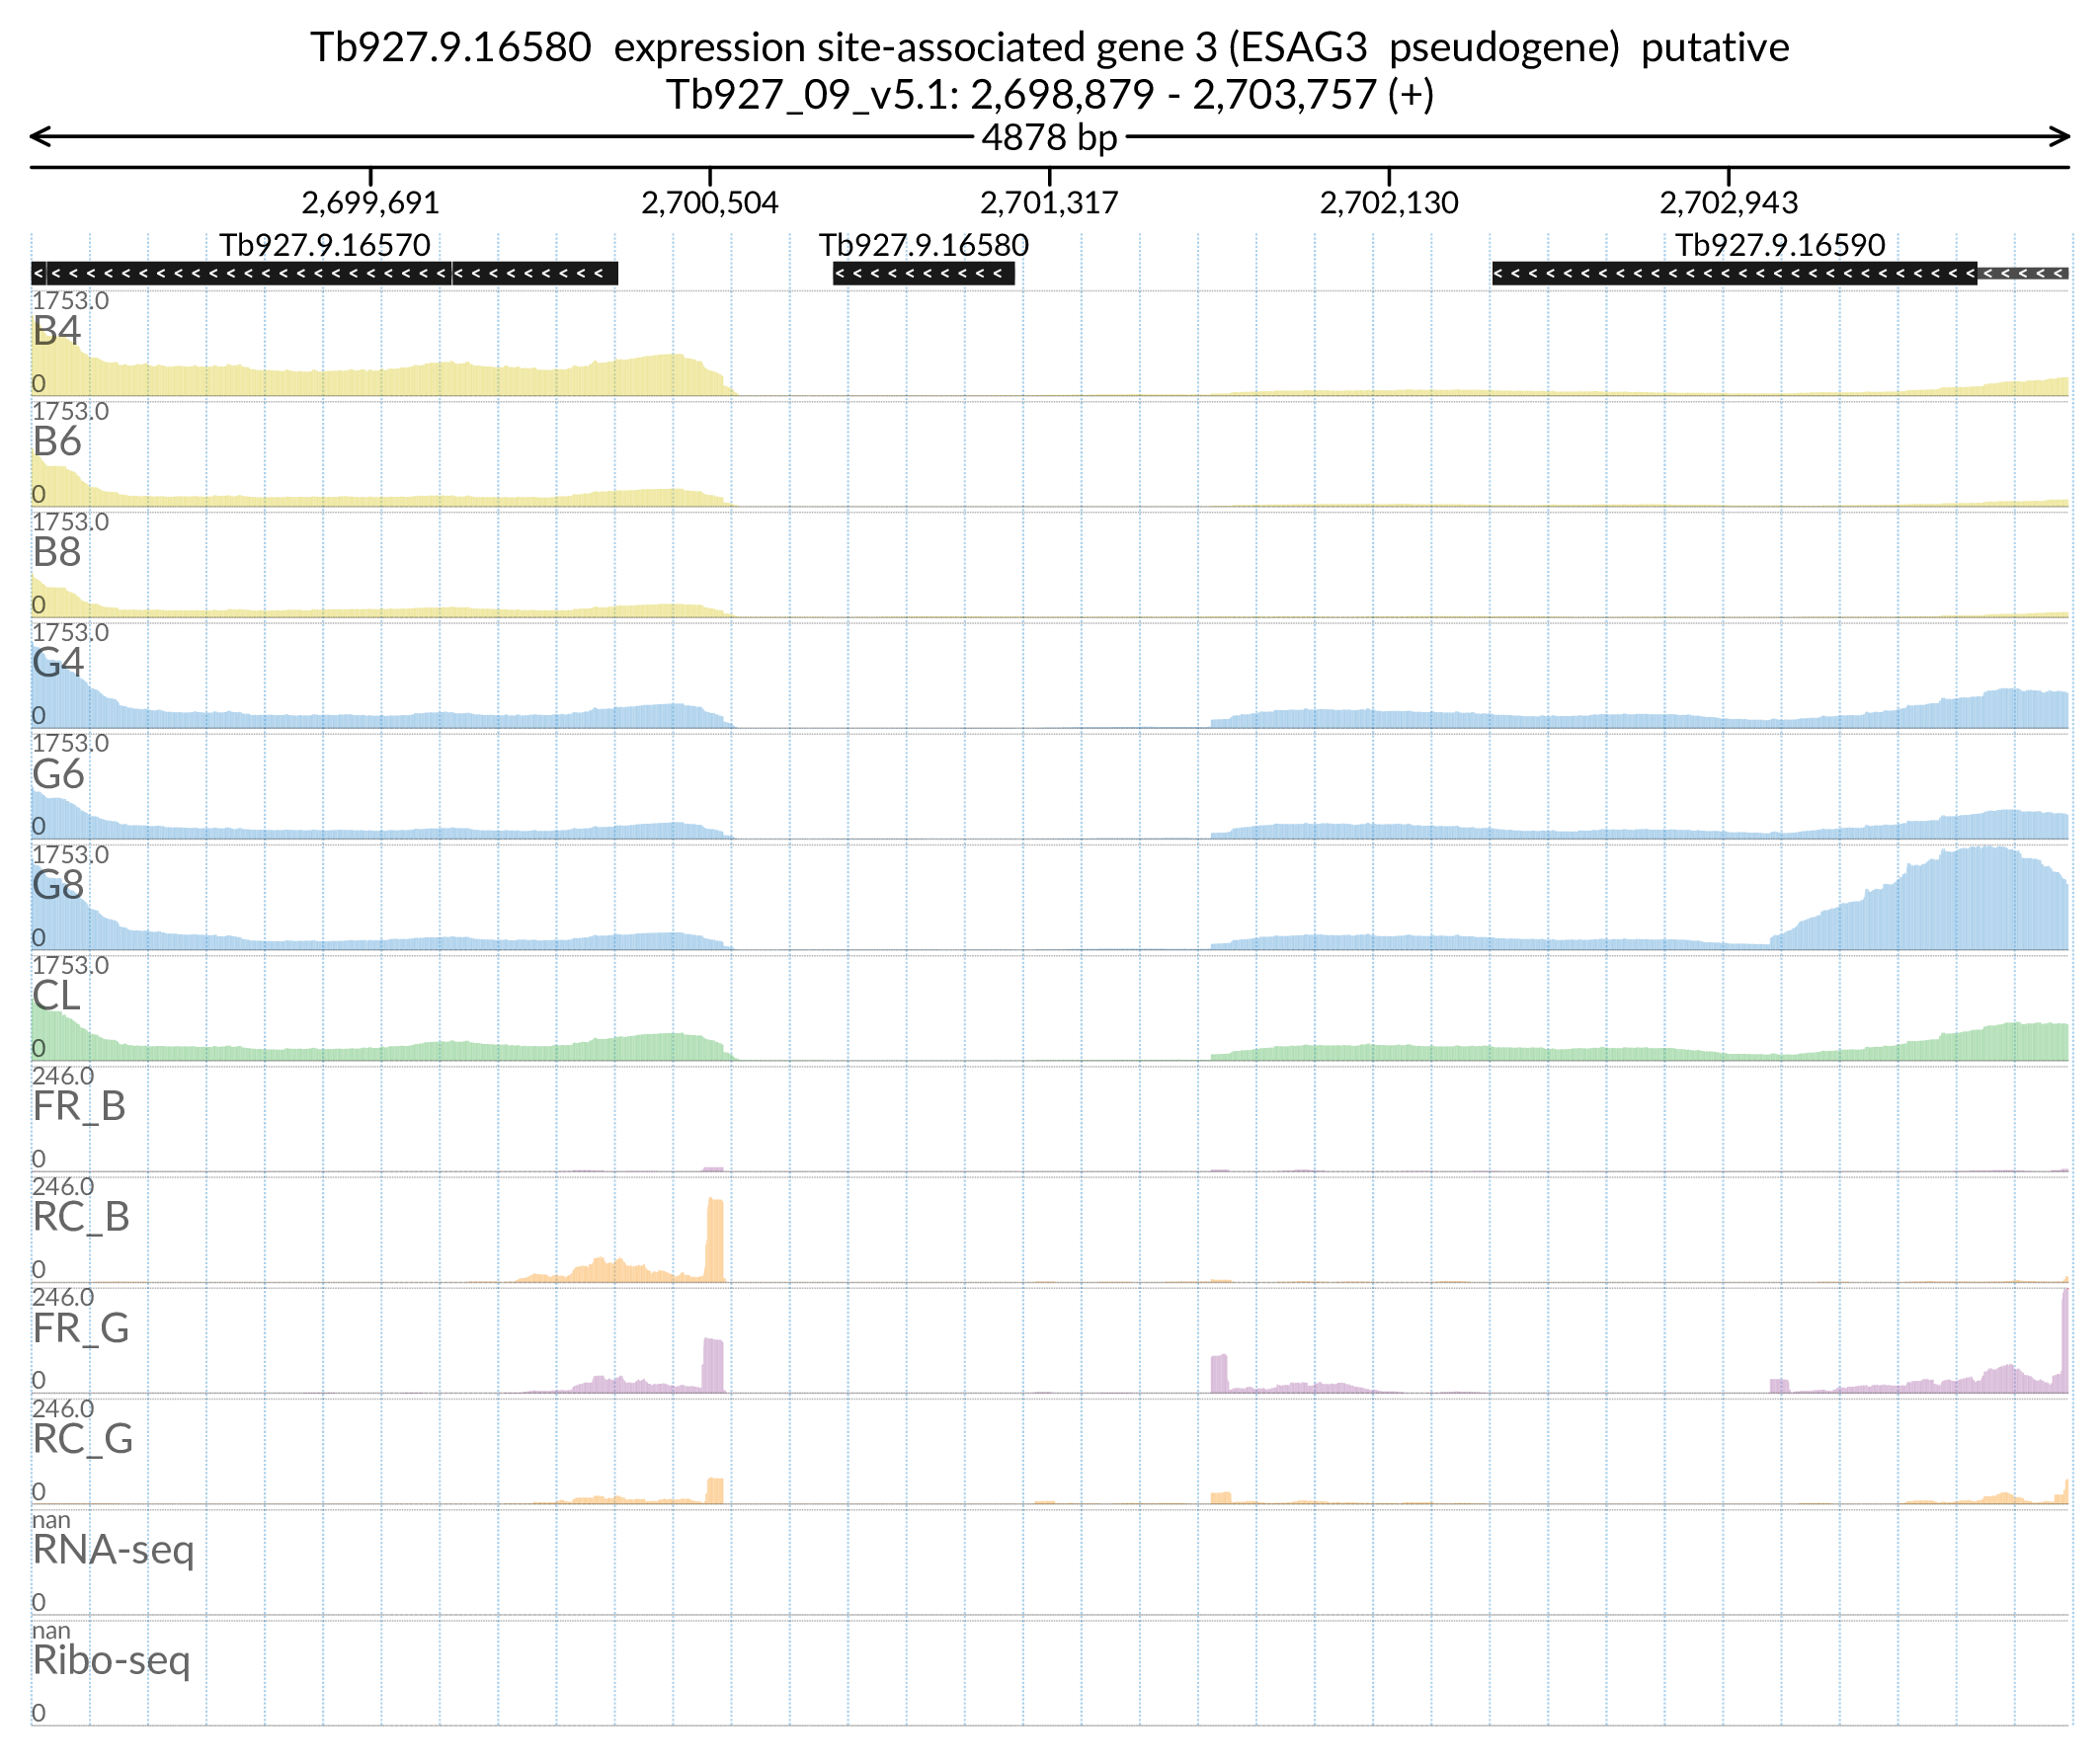 Tb927.9.16580 expression site-associated gene 3 (ESAG3 pseudogene) putative
Tb927_09_v5.1: 2,698,879 - 2,703,757 (+)
4878 bp
2,699,691 2,700,504 2,701,317 2,702,130 2,702,943
Tb927.9.16570 Tb927.9.16580 Tb927.9.16590
1753.0
B4
0
1753.0
B6
0
1753.0
B8
0
1753.0
G4
0
1753.0
G6
0
1753.0
G8
0
1753.0
CL
0
246.0
FR_B
0
246.0
RC_B
0
246.0
FR_G
0
246.0
RC_G
0
nan
RNA-seq
0
nan
Ribo-seq
0